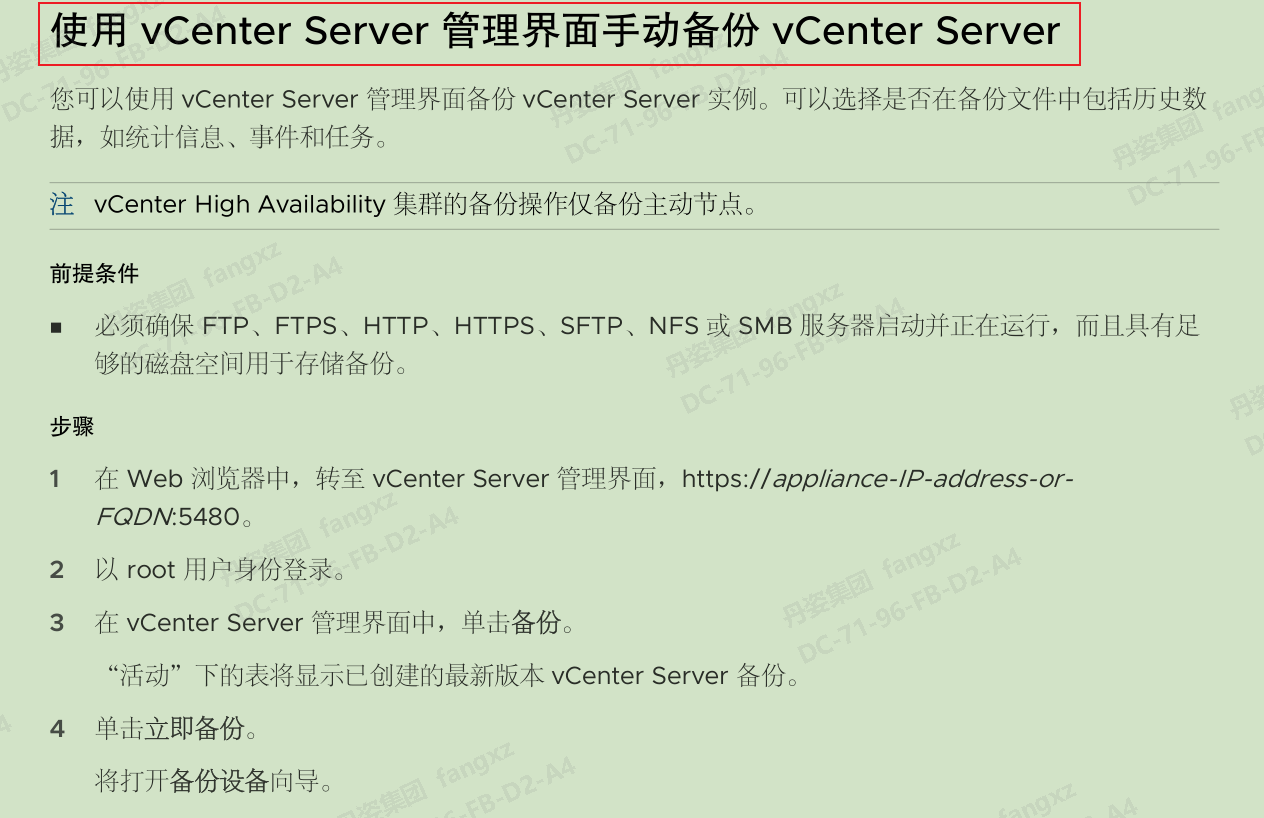 使用 vCenter Server 管理界面手动备份 vCenter Server
您可以使用 vCenter Server 管理界面备份 vCenter Server 实例。可以选择是否在备份文件中包括历史数
据，如统计信息、事件和任务。
注 vCenter High Availability 集群的备份操作仅备份主动节点。
前提条件
■ 必须确保 FTP、FTPS、HTTP、HTTPS、SFTP、NFS 或 SMB 服务器启动并正在运行，而且具有足
够的磁盘空间用于存储备份。
步骤
1 在 Web 浏览器中，转至 vCenter Server 管理界面，https://appliance-IP-address-or-
FQDN:5480。
2 以 root 用户身份登录。
3 在 vCenter Server 管理界面中，单击备份。
“活动”下的表将显示已创建的最新版本 vCenter Server 备份。
4 单击立即备份。
将打开备份设备向导。
丹姿集团 fangxz
DC-71-96-FB-D2-A4